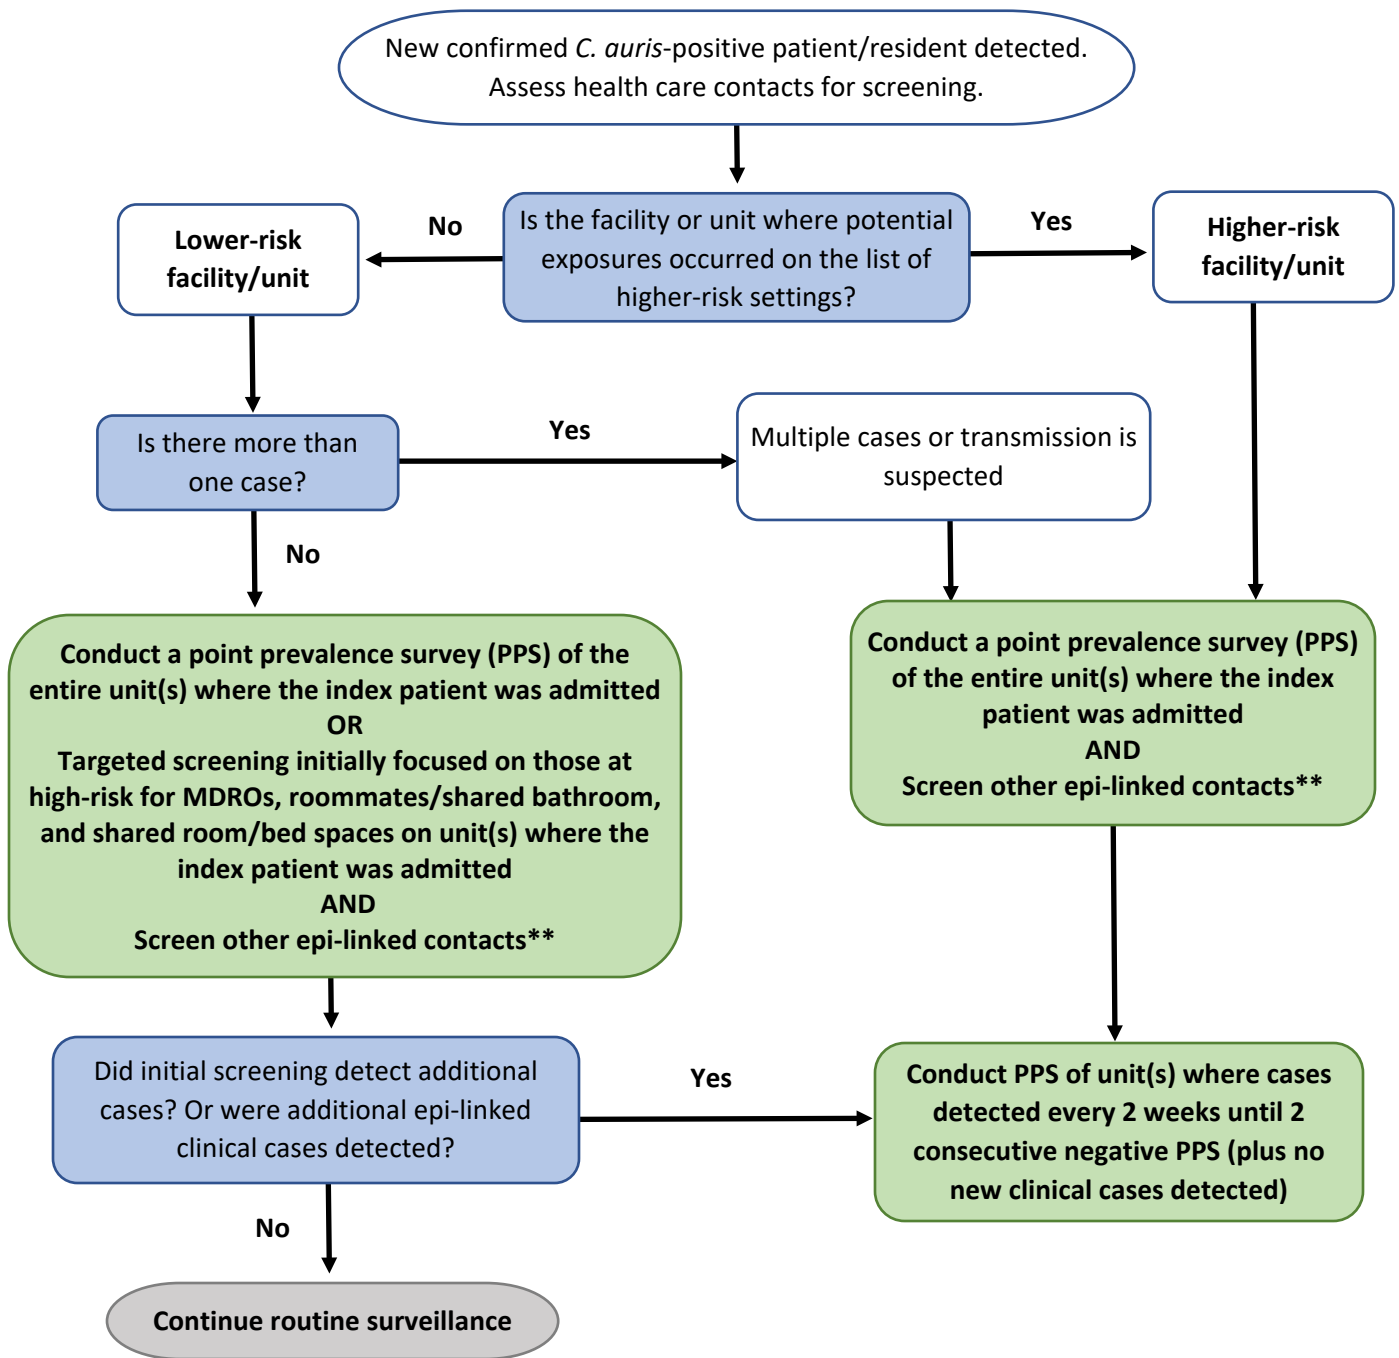 New confirmed C. auris-positive patient/resident detected.
Assess health care contacts for screening.
No
Is the facility or unit where potential
exposures occurred on the list of
higher-risk settings?
Yes
Lower-risk
facility/unit
Higher-risk
facility/unit
Is there more than
one case?
Yes
Multiple cases or transmission is
suspected
No
Conduct a point prevalence survey (PPS) of the
entire unit(s) where the index patient was admitted
OR
Targeted screening initially focused on those at
high-risk for MDROs, roommates/shared bathroom,
and shared room/bed spaces on unit(s) where the
index patient was admitted
AND
Screen other epi-linked contacts**
Conduct a point prevalence survey (PPS)
of the entire unit(s) where the index
patient was admitted
AND
Screen other epi-linked contacts**
Did initial screening detect additional
cases? Or were additional epi-linked
clinical cases detected?
Yes
Conduct PPS of unit(s) where cases
detected every 2 weeks until 2
consecutive negative PPS (plus no
new clinical cases detected)
No
Continue routine surveillance